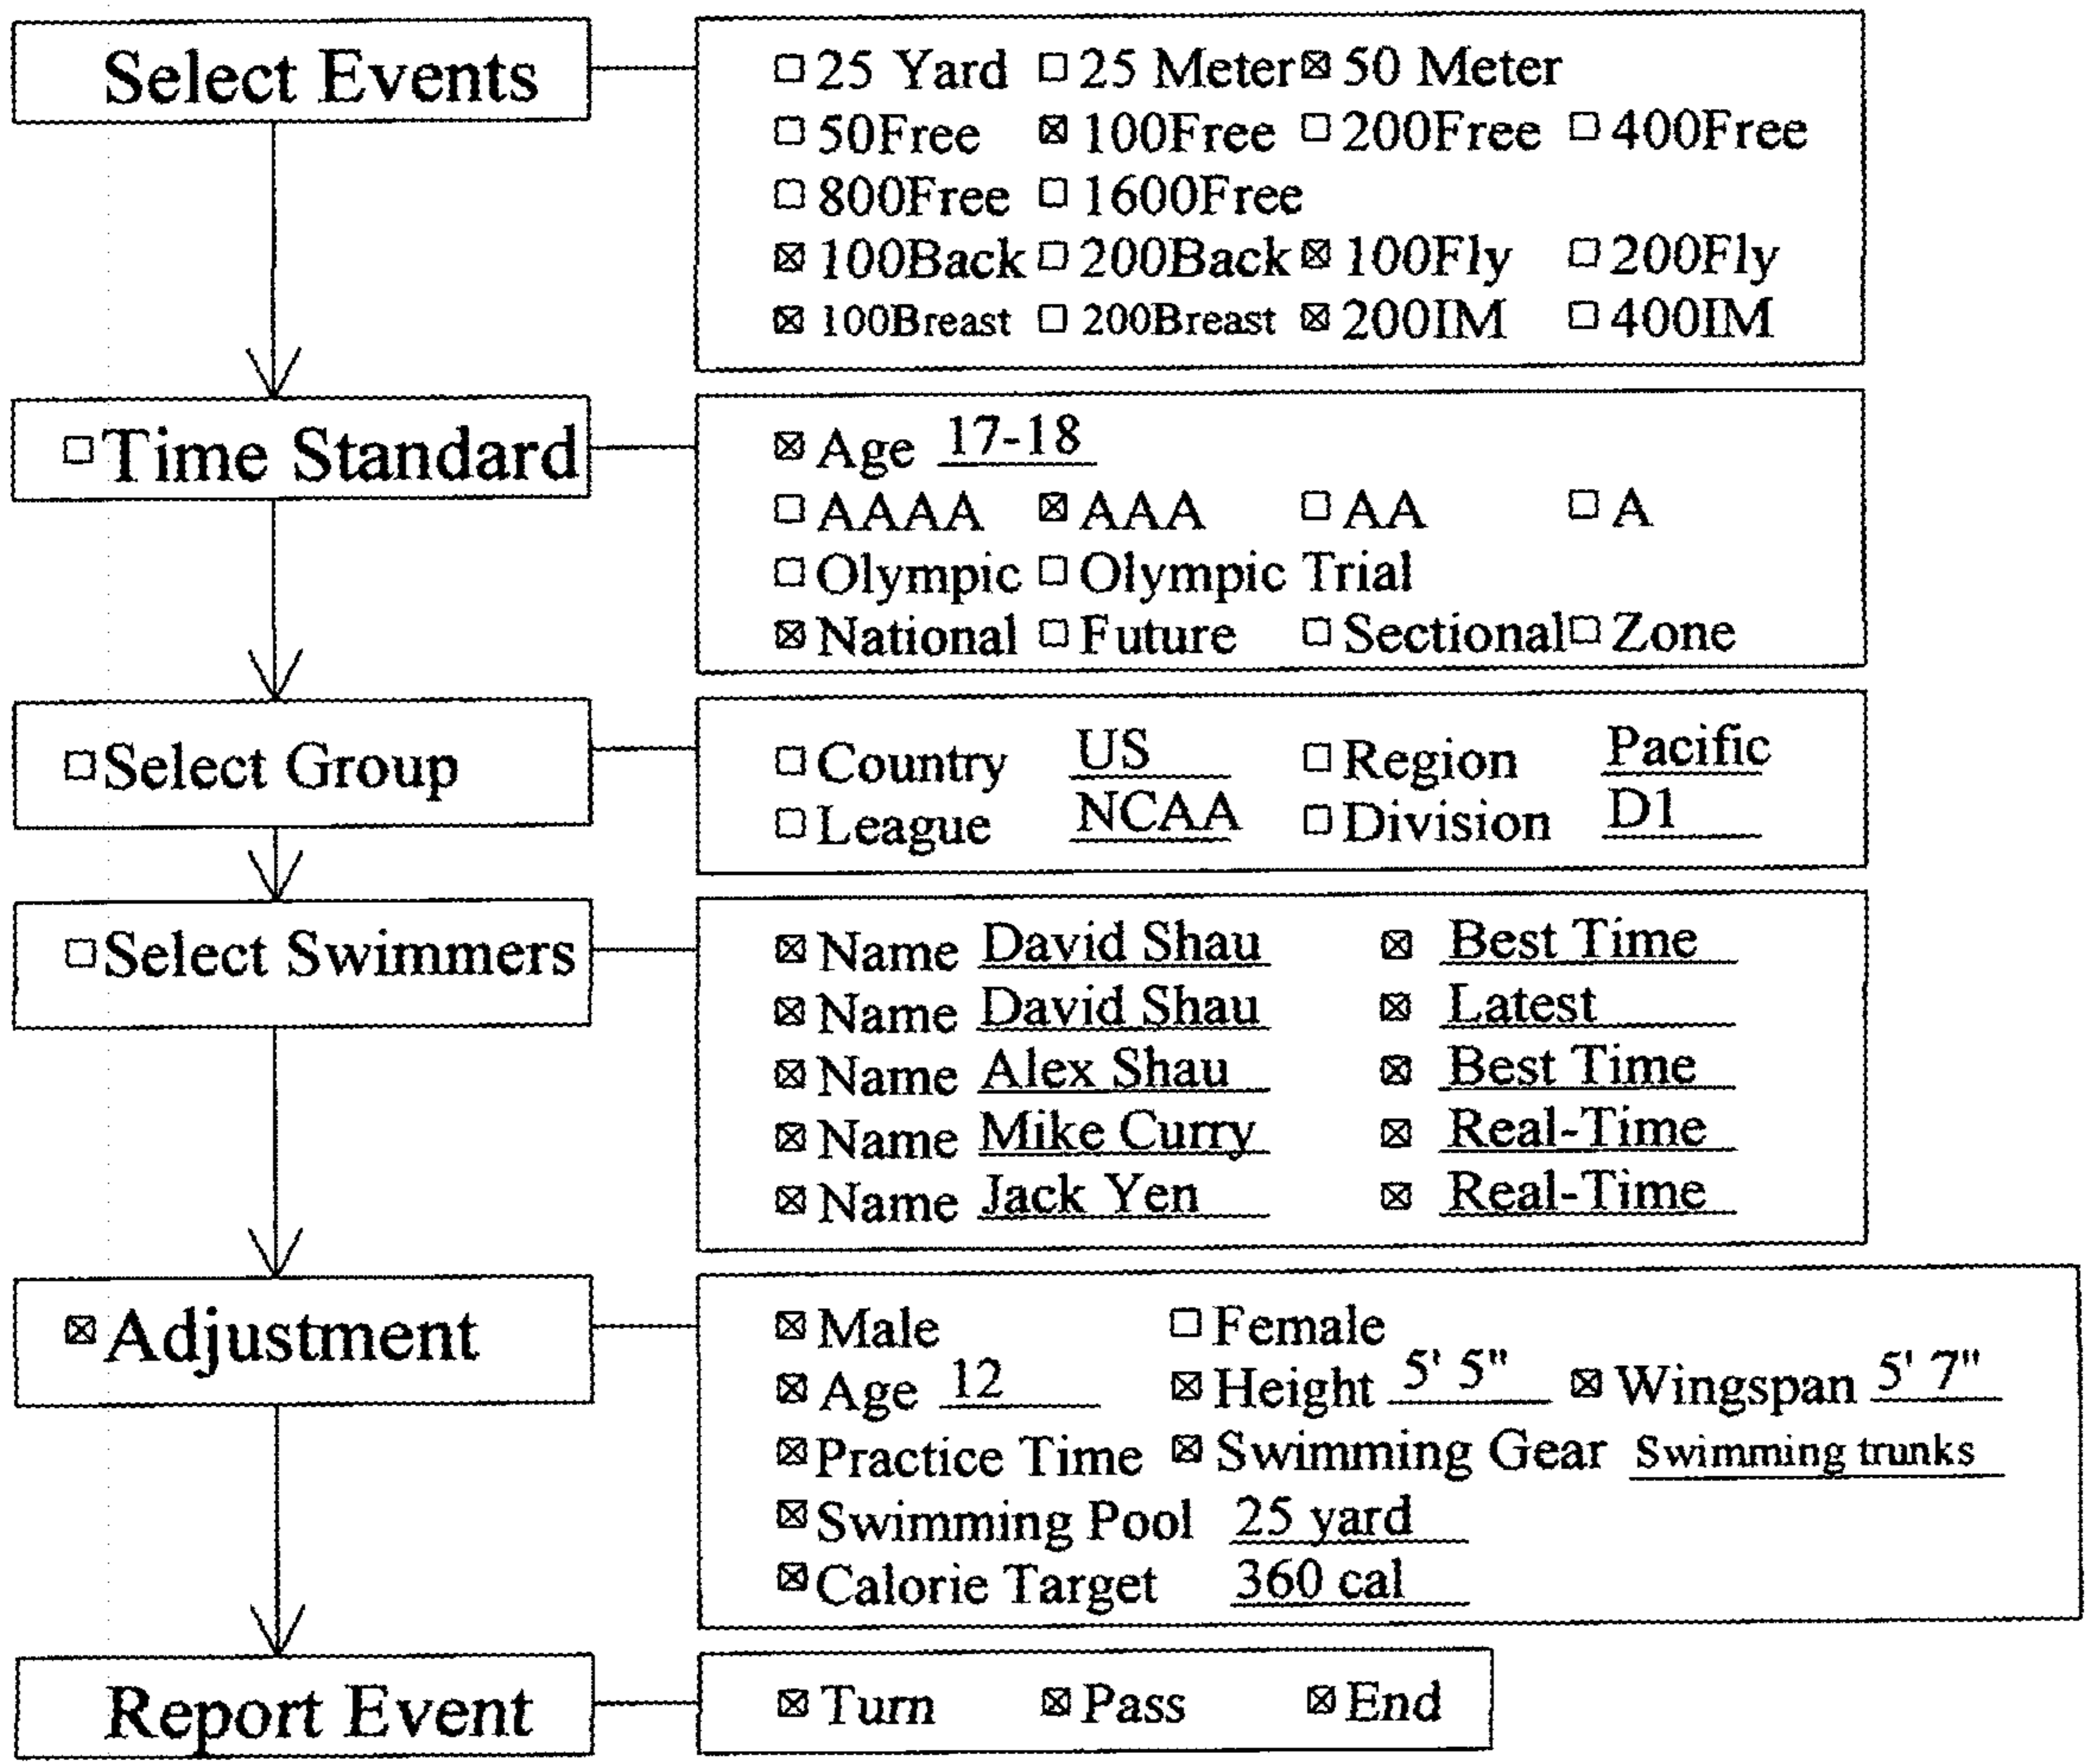 Select Events
☐ 25 Yard ☐ 25 Meter ☒ 50 Meter
☐ 50Free ☒ 100Free ☐ 200Free ☐ 400Free
☐ 800Free ☐ 1600Free
☒ 100Back ☐ 200Back ☒ 100Fly ☐ 200Fly
☒ 100Breast ☐ 200Breast ☒ 200IM ☐ 400IM
☐ Time Standard
☒ Age 17-18
☐ AAAA ☒ AAA ☐ AA ☐ A
☐ Olympic ☐ Olympic Trial
☒ National ☐ Future ☐ Sectional ☐ Zone
☐ Select Group
☐ Country US ☐ Region Pacific
☐ League NCAA ☐ Division D1
☐ Select Swimmers
☒ Name David Shau ☒ Best Time
☒ Name David Shau ☒ Latest
☒ Name Alex Shau ☒ Best Time
☒ Name Mike Curry ☒ Real-Time
☒ Name Jack Yen ☒ Real-Time
☒ Adjustment
☒ Male ☐ Female
☒ Age 12 ☒ Height 5' 5" ☒ Wingspan 5' 7"
☒ Practice Time ☒ Swimming Gear Swimming trunks
☒ Swimming Pool 25 yard
☒ Calorie Target 360 cal
Report Event
☒ Turn ☒ Pass ☒ End